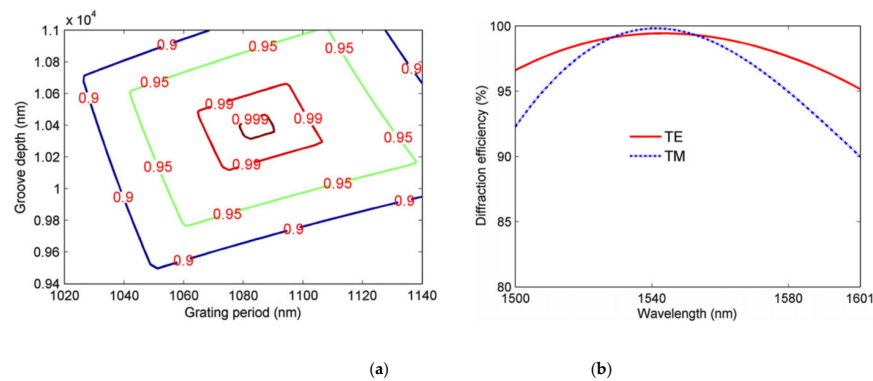 x 10⁴
1.1
1.08
1.06
1.04
1.02
1
0.98
0.96
0.94
Groove depth (nm)
0.9
0.95
0.95
0.9
0.95
0.9
0.99
0.999
0.99
0.99
0.95
0.95
0.95
0.95
0.9
0.9
0.9
0.9
1020 1040 1060 1080 1100 1120 1140
Grating period (nm)
(a)
100
95
90
85
80
Diffraction efficiency (%)
TE
TM
1500 1540 1580 1601
Wavelength (nm)
(b)